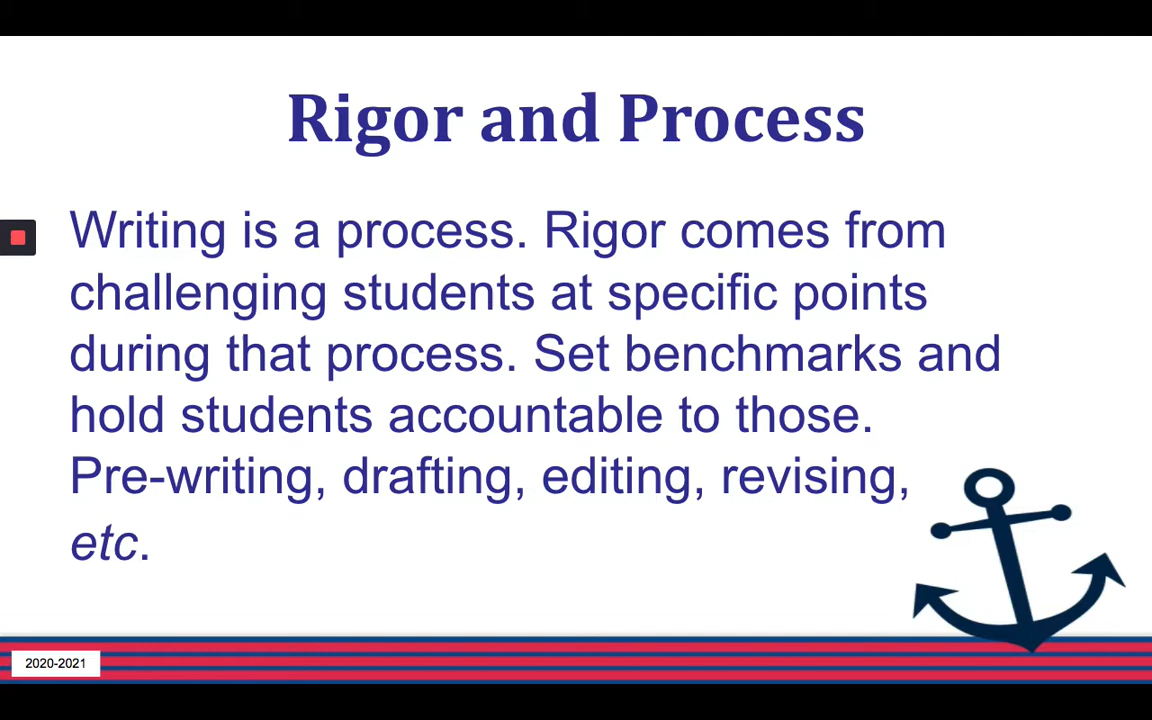 Rigor and Process
Writing is a process. Rigor comes from
challenging students at specific points
during that process. Set benchmarks and
hold students accountable to those.
Pre-writing, drafting, editing, revising,
etc.
2020-2021